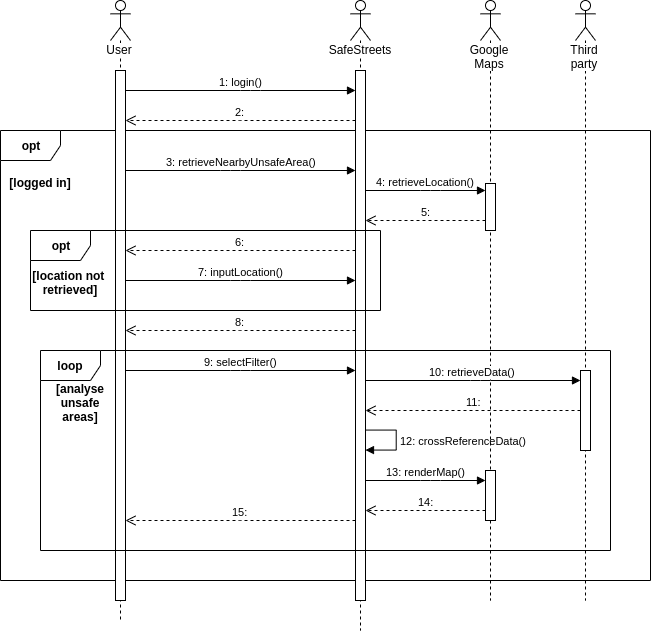 User
SafeStreets
Google
Maps
Third
party
1: login()
2:
opt
[logged in]
3: retrieveNearbyUnsafeArea()
4: retrieveLocation()
5:
opt
[location not
retrieved]
6:
7: inputLocation()
8:
loop
[analyse
unsafe
areas]
9: selectFilter()
10: retrieveData()
11:
12: crossReferenceData()
13: renderMap()
14:
15: